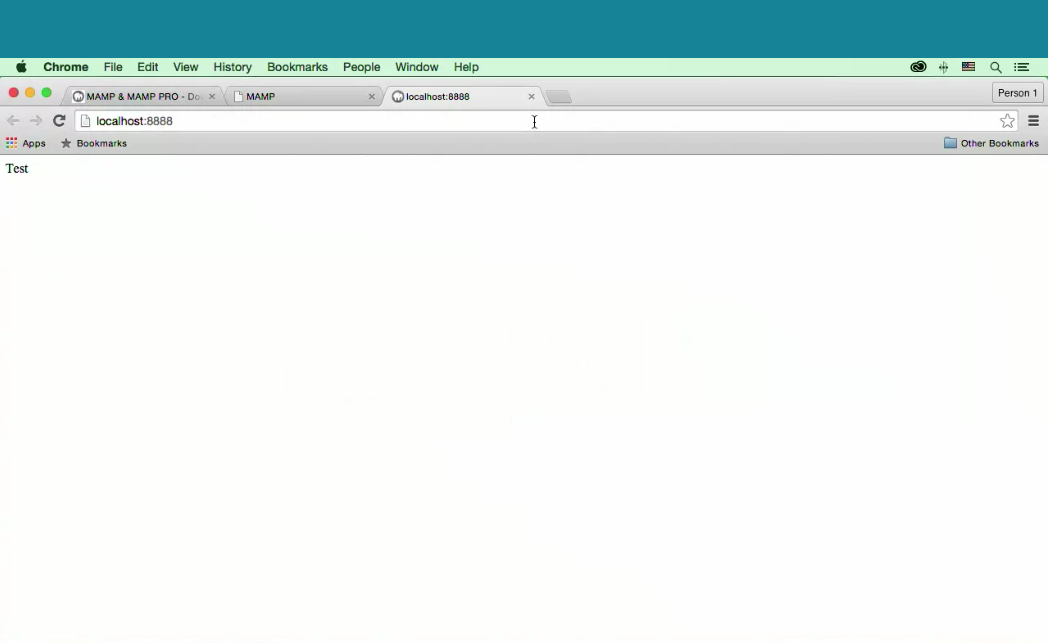 Chrome File Edit View History Bookmarks People Window Help
MAMP & MAMP PRO - Do MAMP localhost:8888 Person 1
localhost:8888
Apps Bookmarks Other Bookmarks
Test